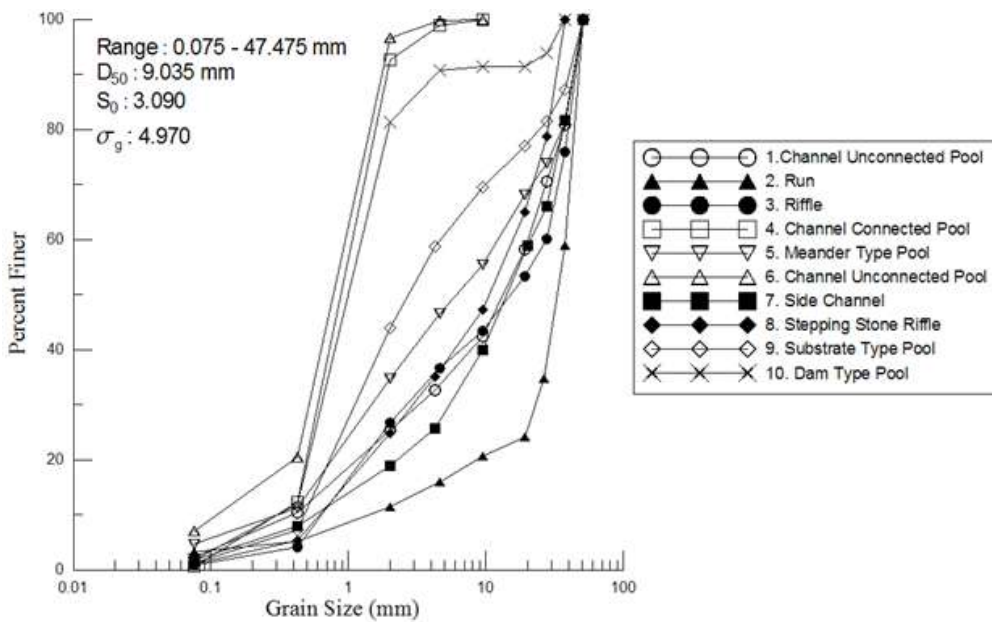 100
80
60
40
20
0
Percent Finer
Range : 0.075 - 47.475 mm
D₅₀ : 9.035 mm
S₀ : 3.090
σg : 4.970
0.01
0.1
1
10
100
Grain Size (mm)
1.Channel Unconnected Pool
2. Run
3. Riffle
4. Channel Connected Pool
5. Meander Type Pool
6. Channel Unconnected Pool
7. Side Channel
8. Stepping Stone Riffle
9. Substrate Type Pool
10. Dam Type Pool